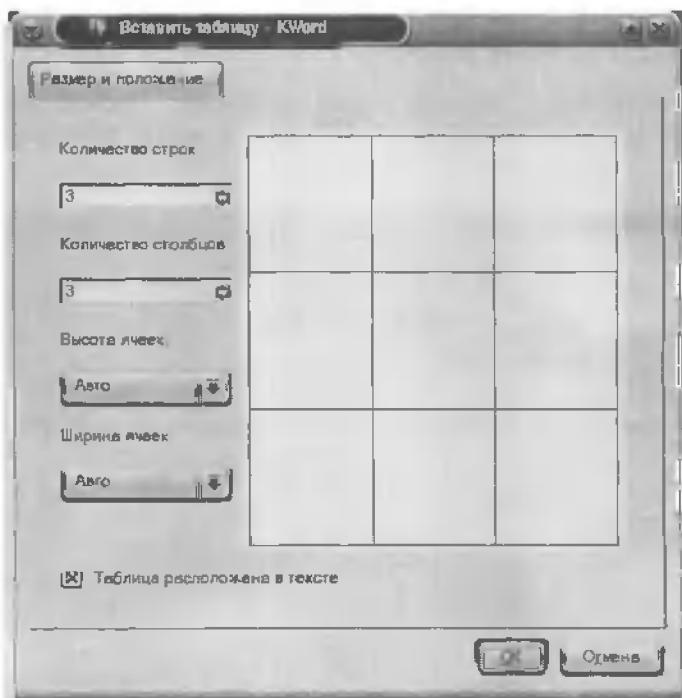 Вставить таблицу - KWord
Размер и положение
Количество строк
3
Количество столбцов
3
Высота ячеек
Авто
Ширина ячеек
Авто
Таблица расположена в тексте
OK
Отмена